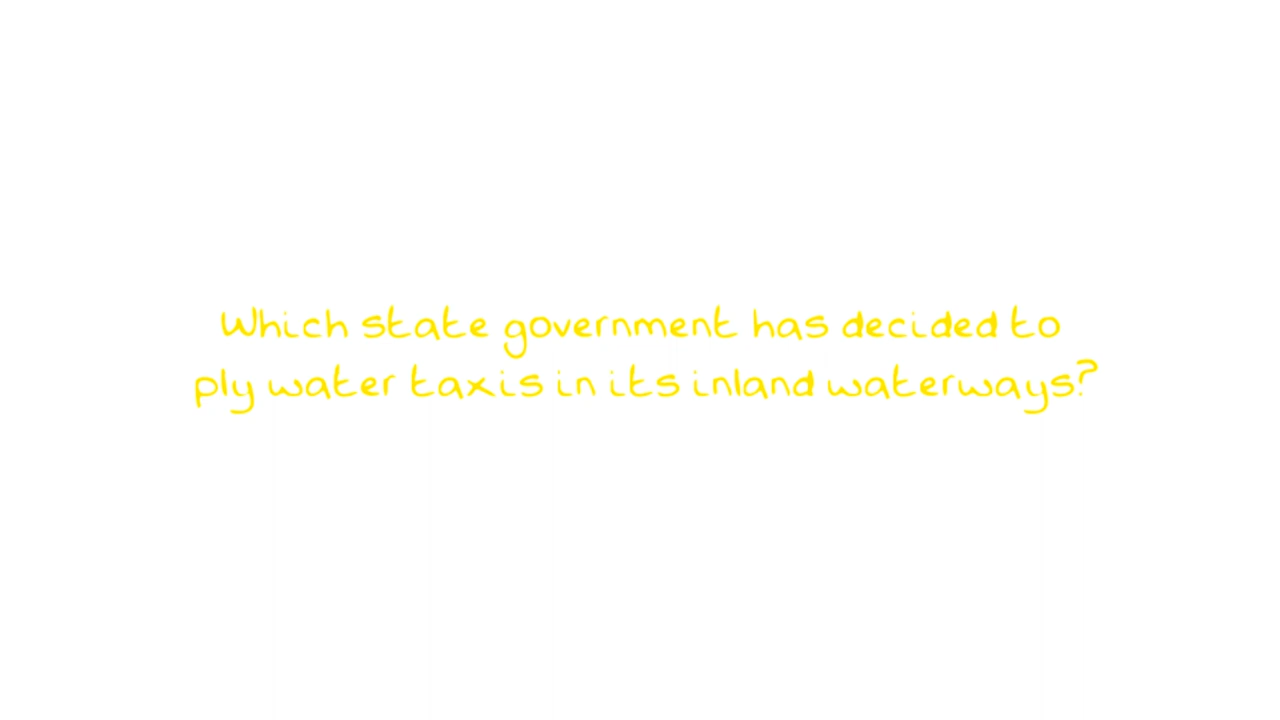 Which state government has decided to
ply water taxis in its inland waterways?